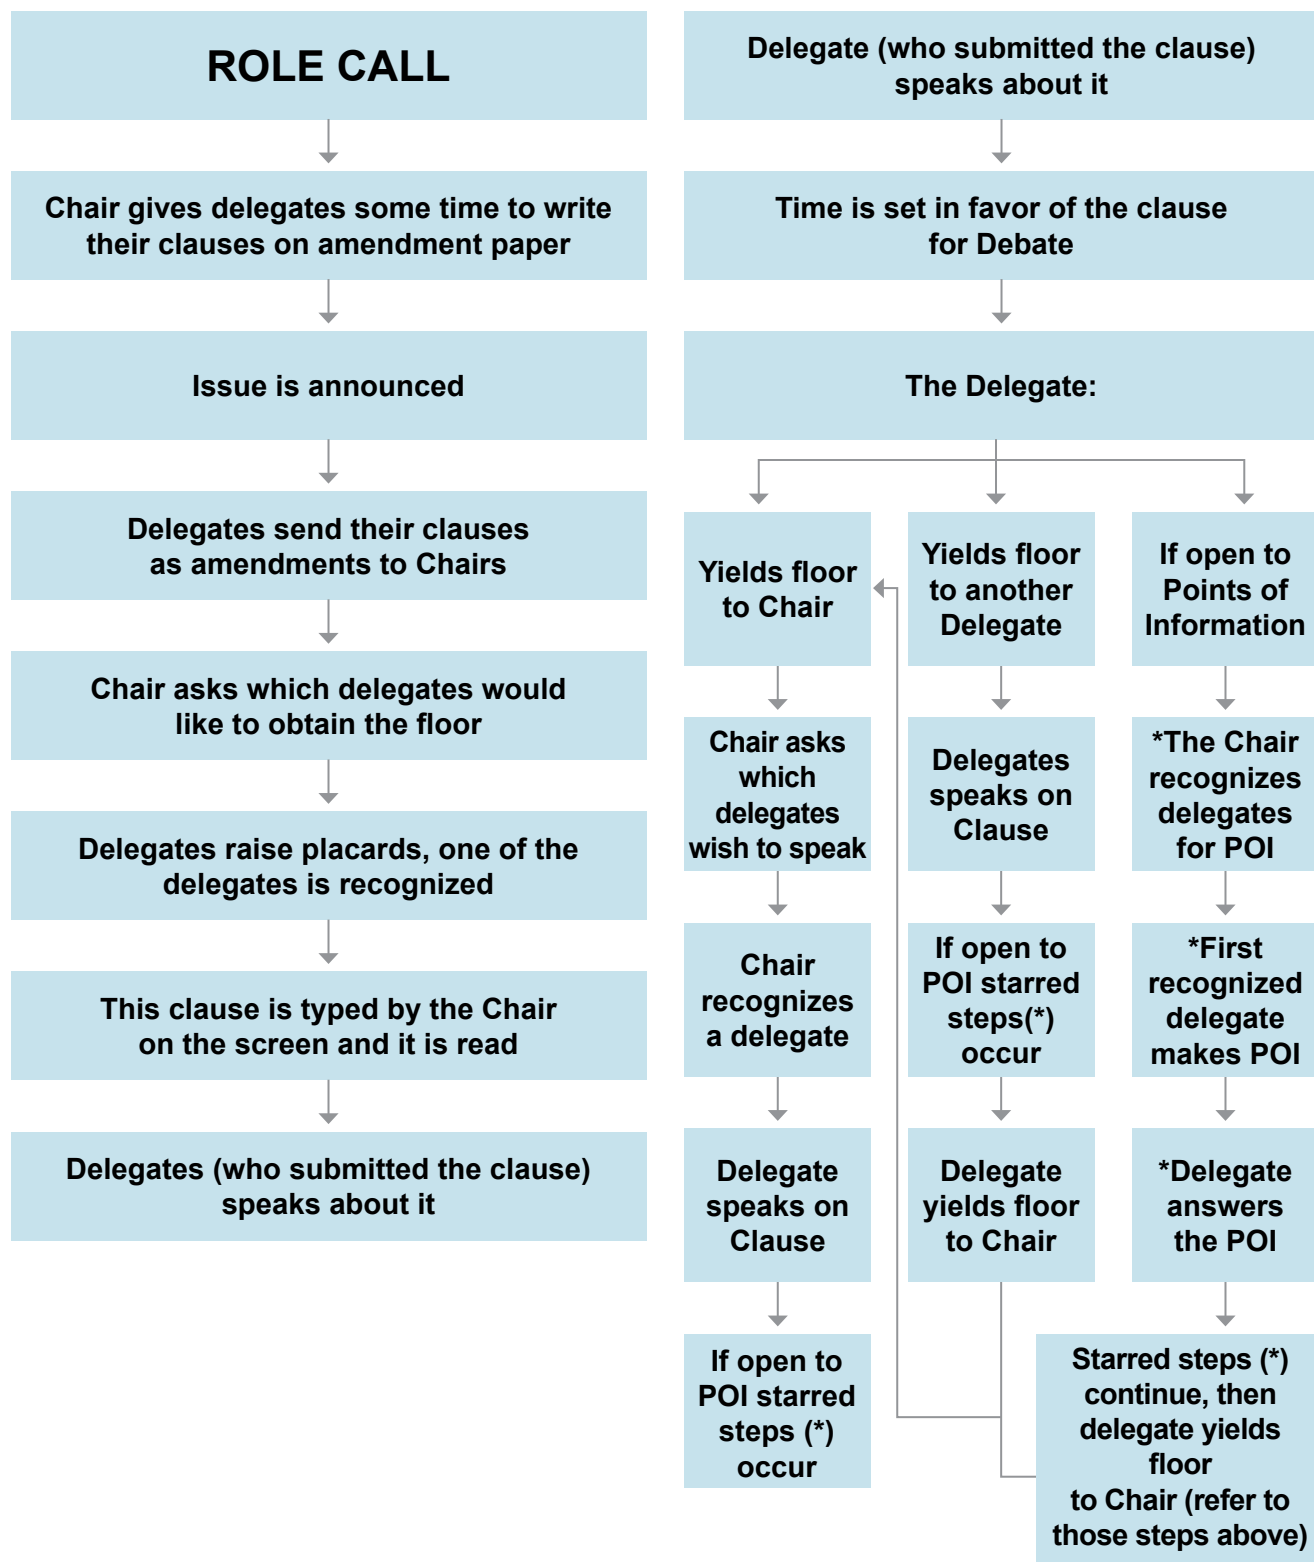 ROLE CALL
Chair gives delegates some time to write
their clauses on amendment paper
Issue is announced
Delegates send their clauses
as amendments to Chairs
Chair asks which delegates would
like to obtain the floor
Delegates raise placards, one of the
delegates is recognized
This clause is typed by the Chair
on the screen and it is read
Delegates (who submitted the clause)
speaks about it
Delegate (who submitted the clause)
speaks about it
Time is set in favor of the clause
for Debate
The Delegate:
Yields floor
to Chair
Chair asks
which
delegates
wish to speak
Chair
recognizes
a delegate
Delegate
speaks on
Clause
If open to
POI starred
steps (*)
occur
Yields floor
to another
Delegate
Delegates
speaks on
Clause
If open to
POI starred
steps(*)
occur
Delegate
yields floor
to Chair
If open to
Points of
Information
*The Chair
recognizes
delegates
for POI
*First
recognized
delegate
makes POI
*Delegate
answers
the POI
Starred steps (*)
continue, then
delegate yields
floor
to Chair (refer to
those steps above)